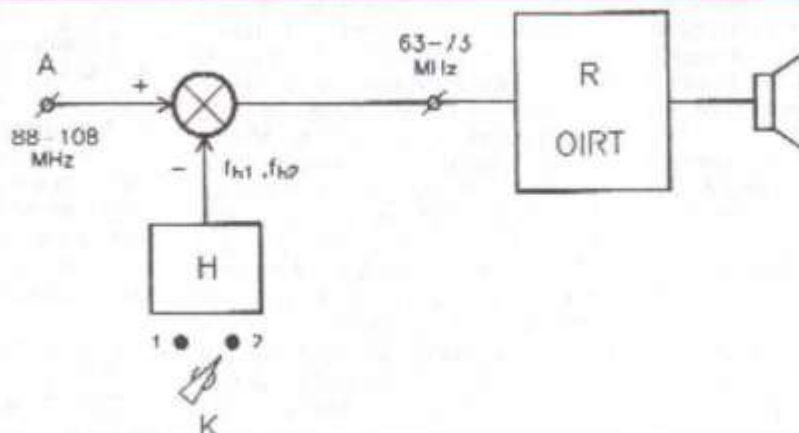 A
+
88-108
MHz
63-73
MHz
R
OIRT
-
fh1 ,fh2
H
1
2
K